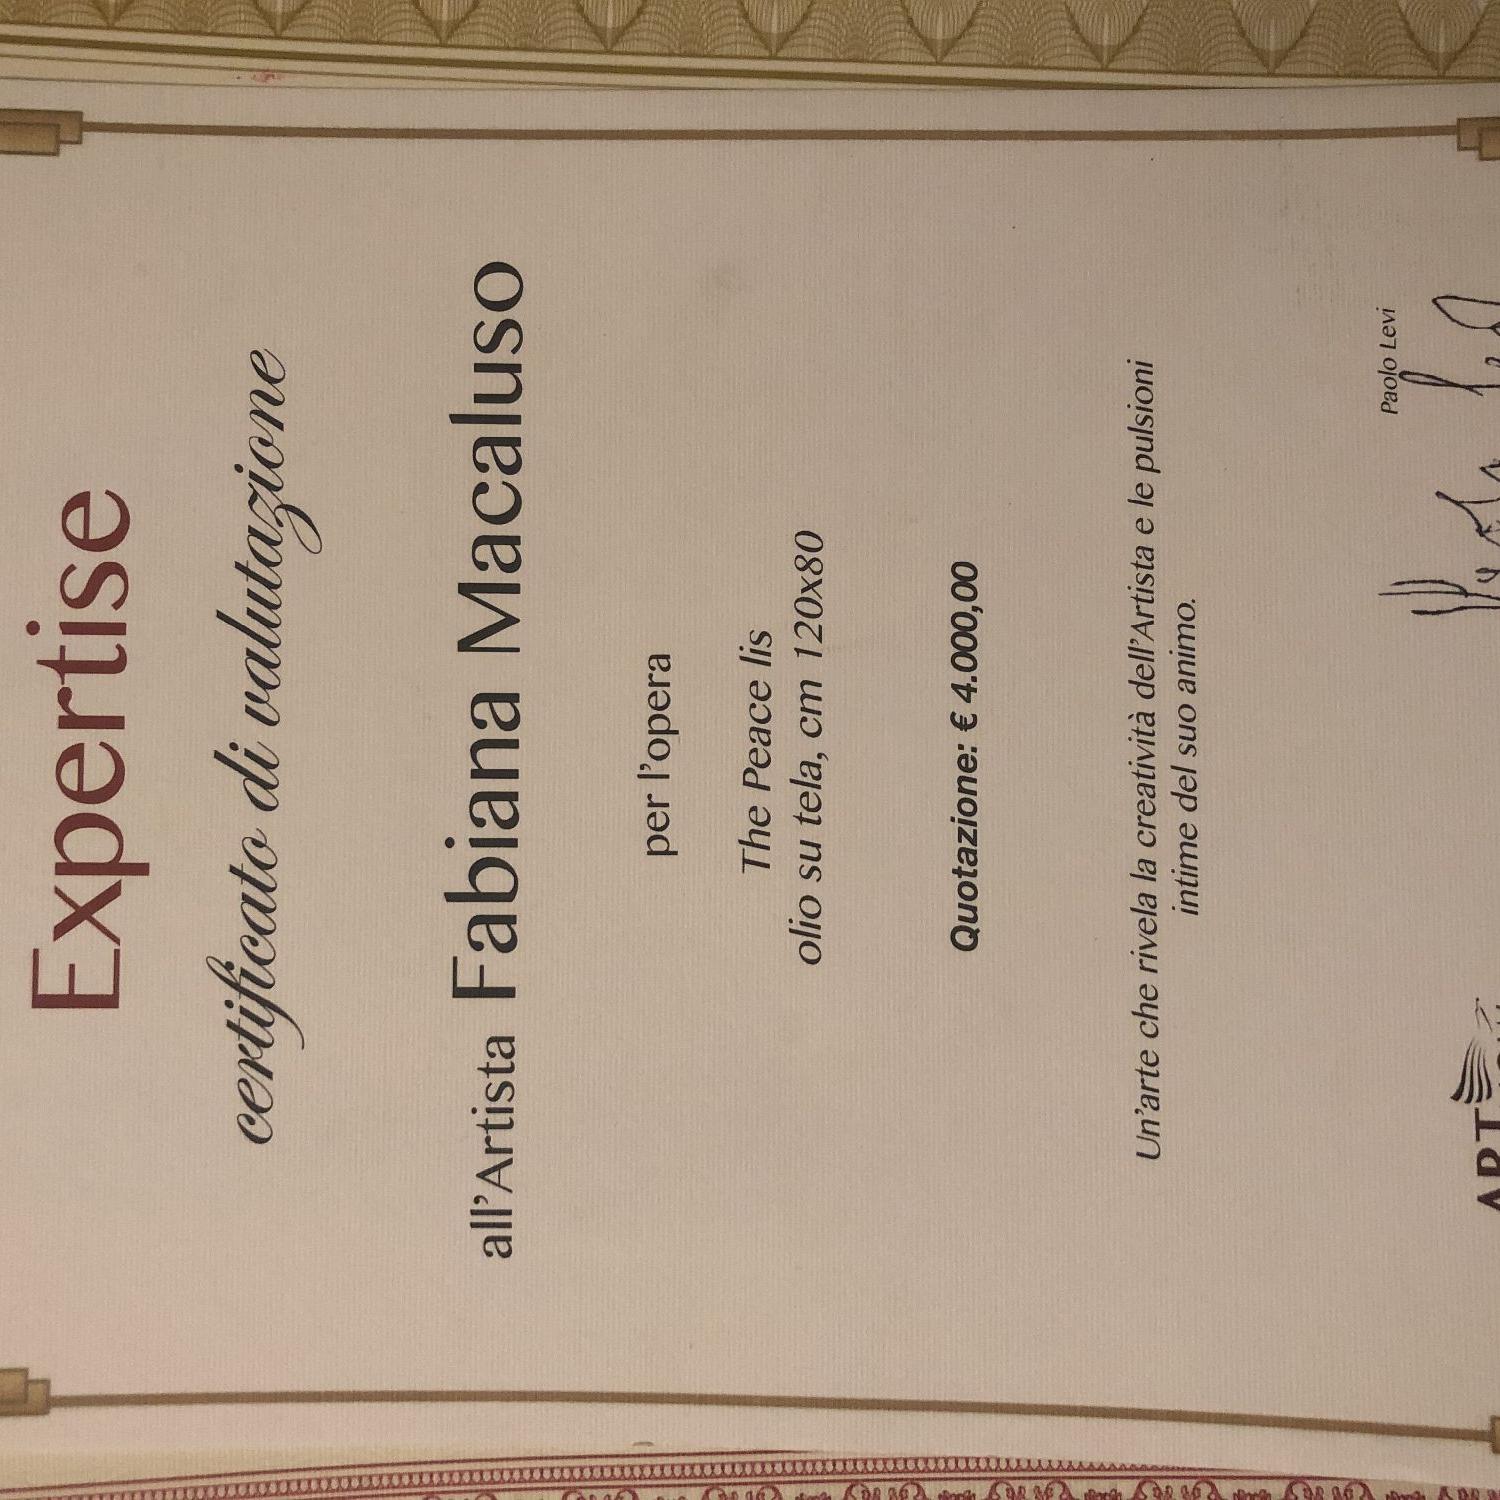 Expertise
certificato di valutazione
all'Artista Fabiana Macaluso
per l'opera
The Peace lis
olio su tela, cm 120x80
Quotazione: € 4.000,00
Un'arte che rivela la creatività dell'Artista e le pulsioni
intime del suo animo.
Paolo Levi
ART